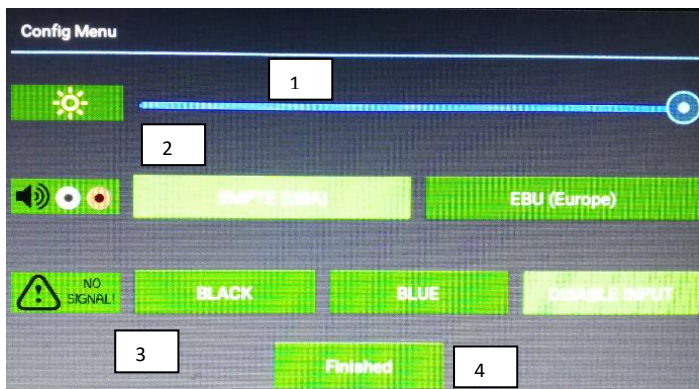 Config Menu
1
2
SMPTE (USA)
EBU (Europe)
NO
SIGNAL!
BLACK
BLUE
DISABLE INPUT
3
Finished
4